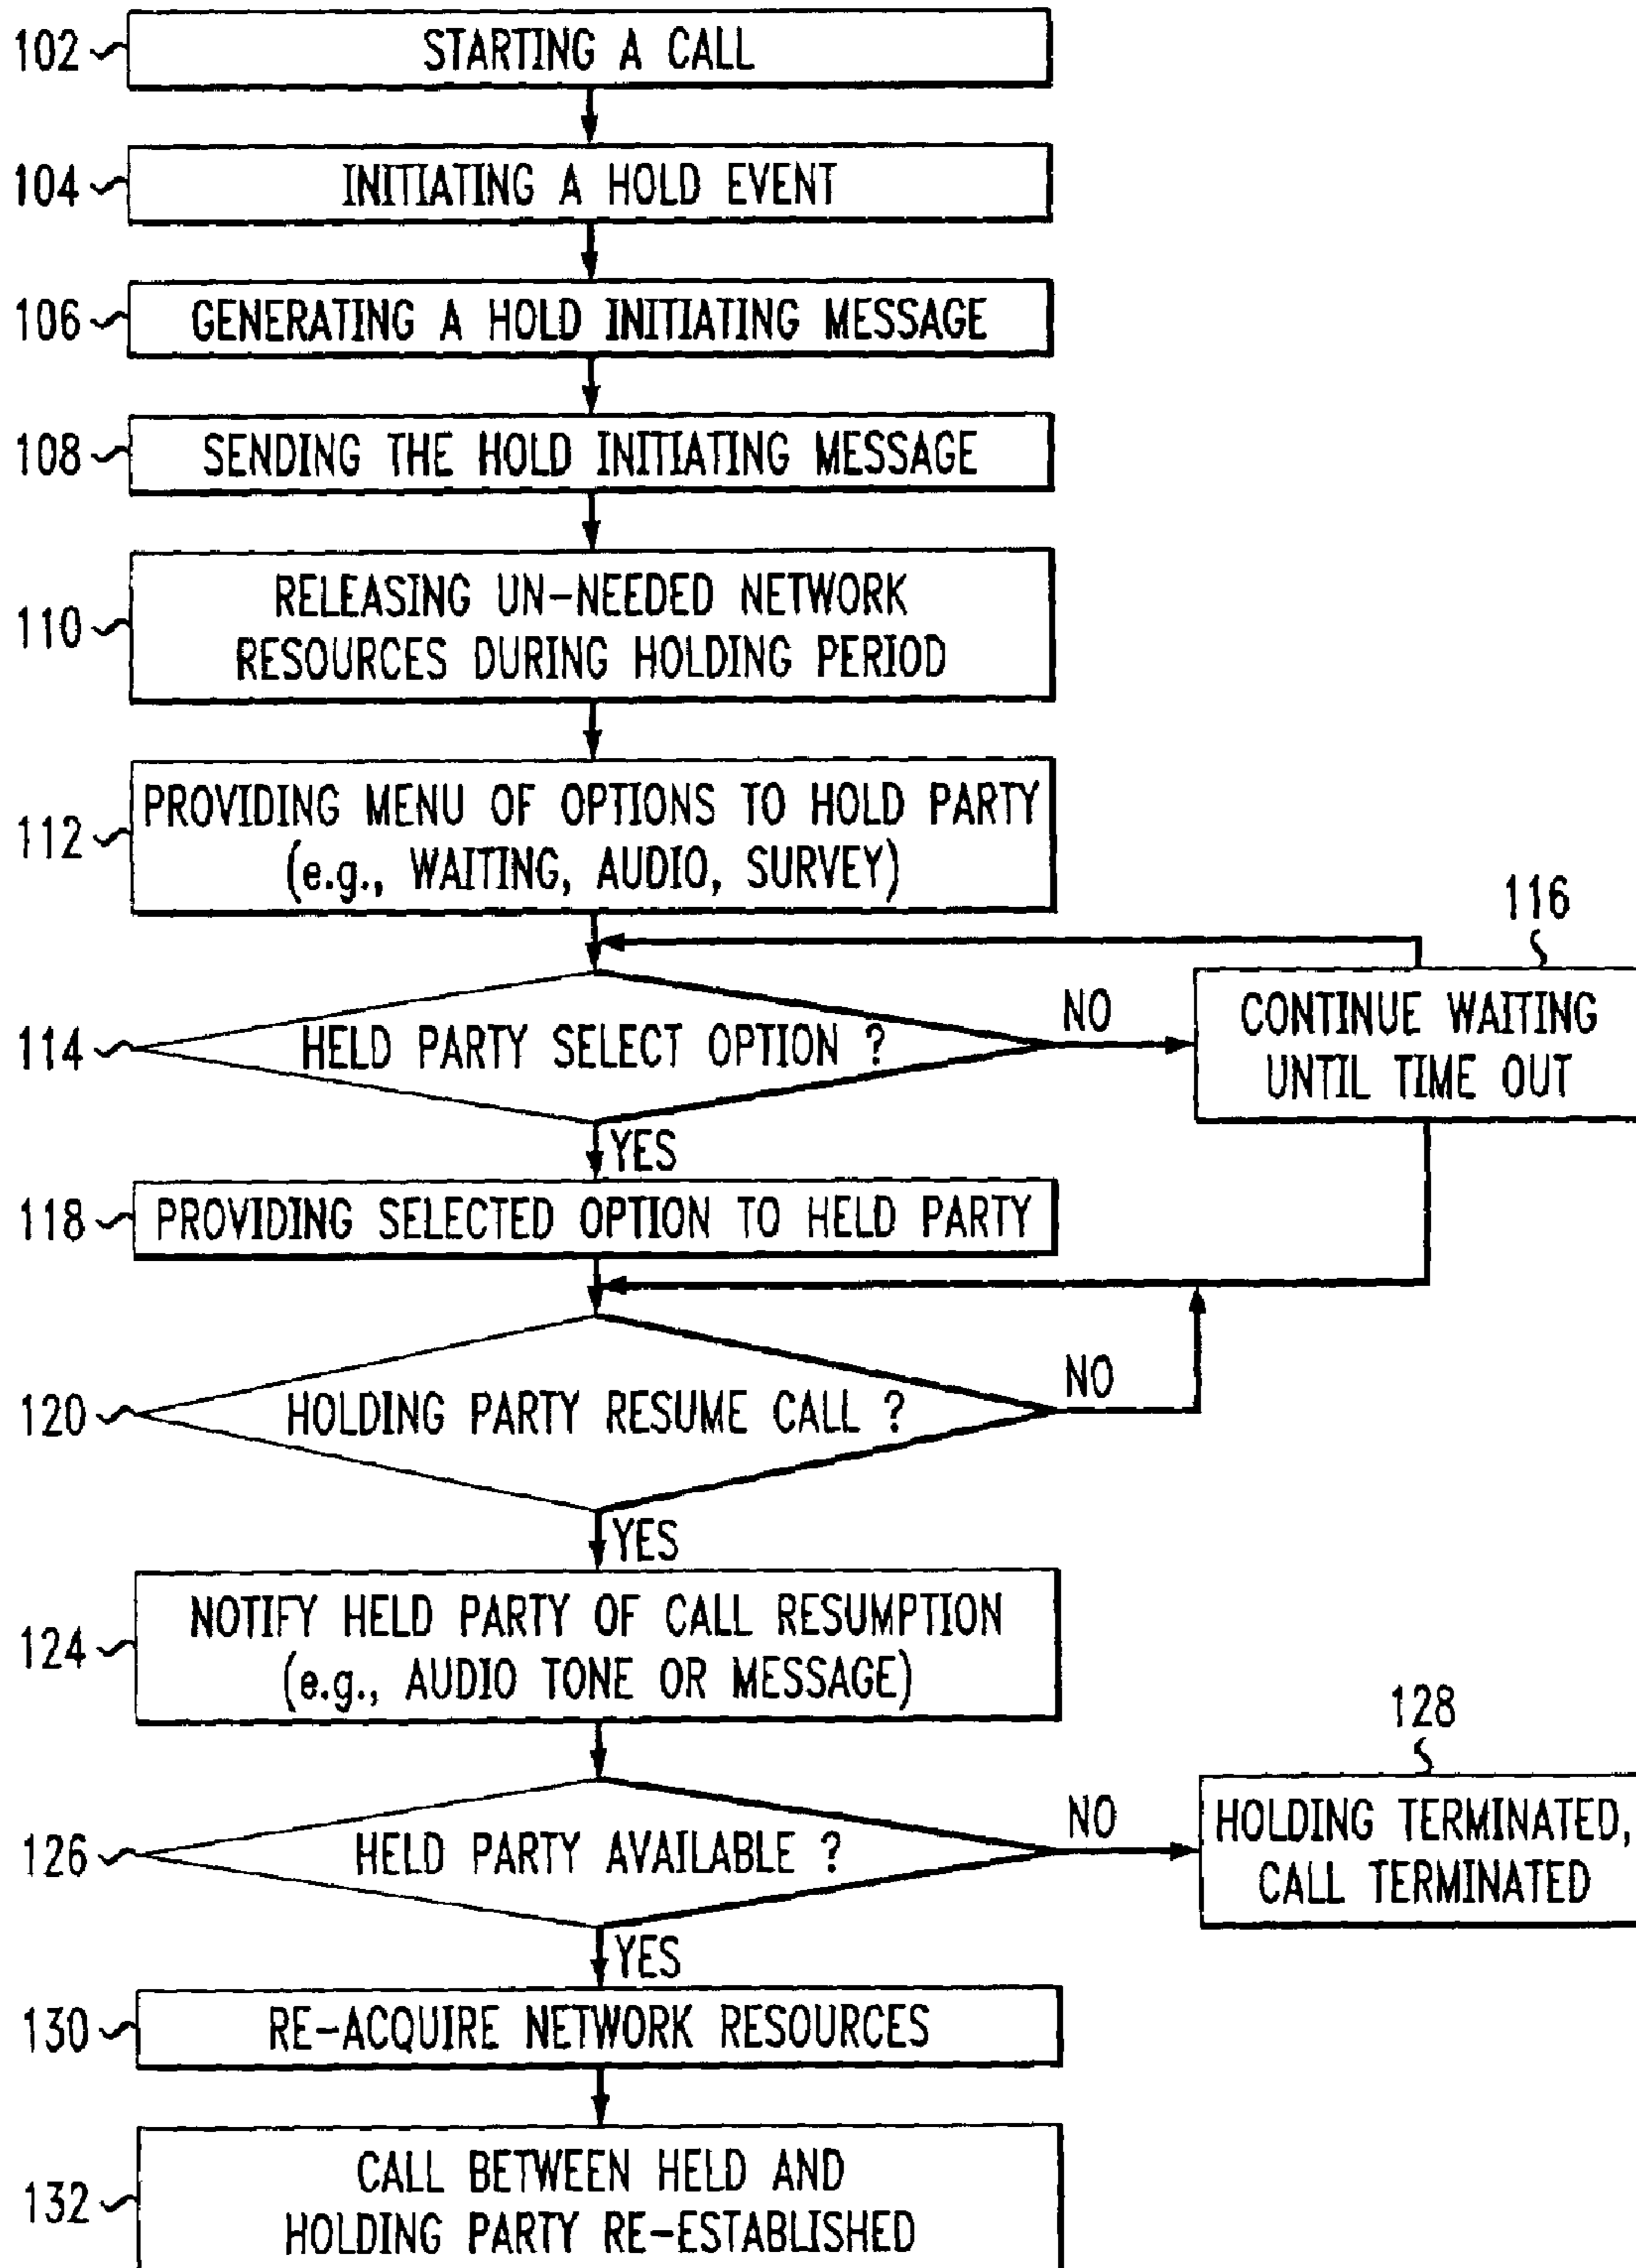 102 STARTING A CALL
104 INITIATING A HOLD EVENT
106 GENERATING A HOLD INITIATING MESSAGE
108 SENDING THE HOLD INITIATING MESSAGE
110 RELEASING UN-NEEDED NETWORK
RESOURCES DURING HOLDING PERIOD
112 PROVIDING MENU OF OPTIONS TO HOLD PARTY
(e.g., WAITING, AUDIO, SURVEY)
114 HELD PARTY SELECT OPTION ?
NO
116
CONTINUE WAITING
UNTIL TIME OUT
YES
118 PROVIDING SELECTED OPTION TO HELD PARTY
120 HOLDING PARTY RESUME CALL ?
NO
YES
124 NOTIFY HELD PARTY OF CALL RESUMPTION
(e.g., AUDIO TONE OR MESSAGE)
126 HELD PARTY AVAILABLE ?
NO
128
HOLDING TERMINATED,
CALL TERMINATED
YES
130 RE-ACQUIRE NETWORK RESOURCES
132 CALL BETWEEN HELD AND
HOLDING PARTY RE-ESTABLISHED